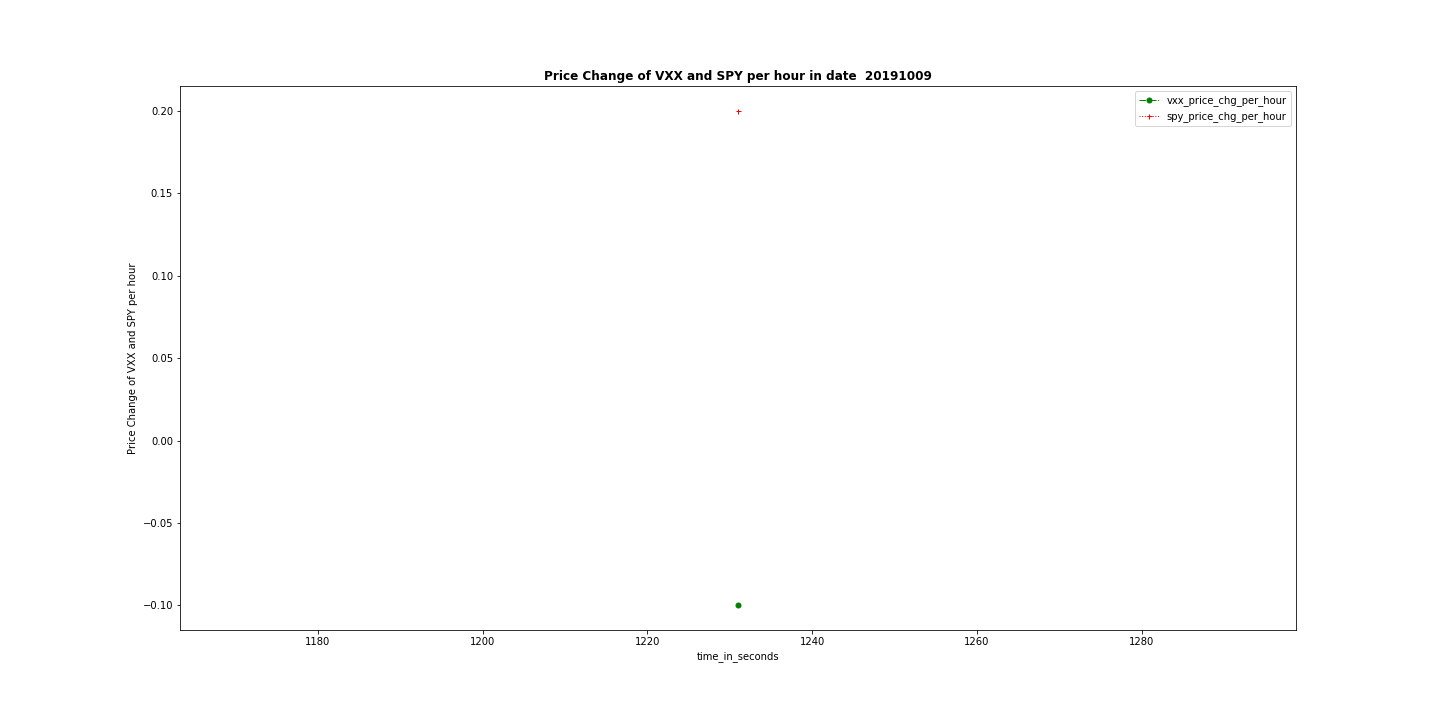 Price Change of VXX and SPY per hour in date  20191009
vxx_price_chg_per_hour
spy_price_chg_per_hour
Price Change of VXX and SPY per hour
0.20
0.15
0.10
0.05
0.00
−0.05
−0.10
1180 1200 1220 1240 1260 1280
time_in_seconds